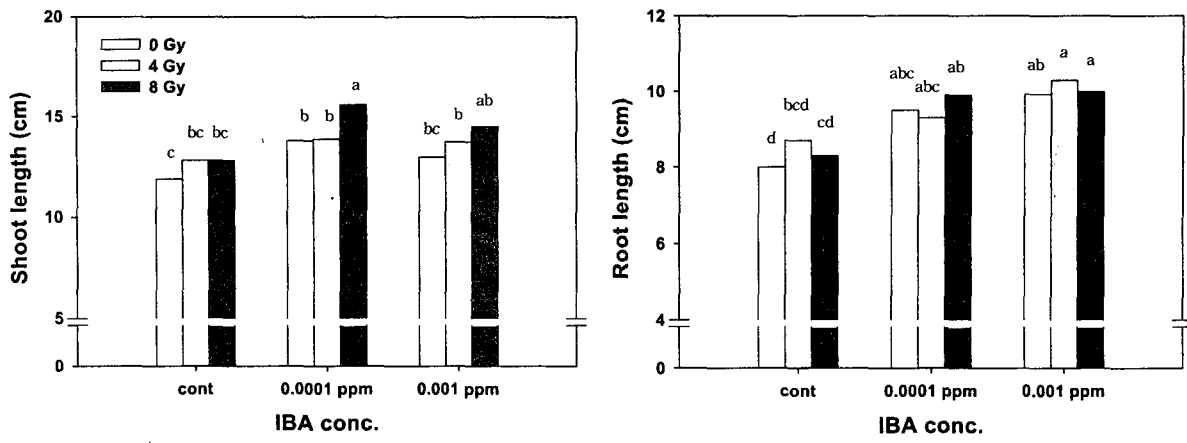 20
15
10
5
0
Shoot length (cm)
0 Gy
4 Gy
8 Gy
c
bc
bc
b
b
a
bc
b
ab
cont
0.0001 ppm
0.001 ppm
IBA conc.
12
10
8
6
4
0
Root length (cm)
d
bcd
cd
abc
abc
ab
ab
a
a
cont
0.0001 ppm
0.001 ppm
IBA conc.